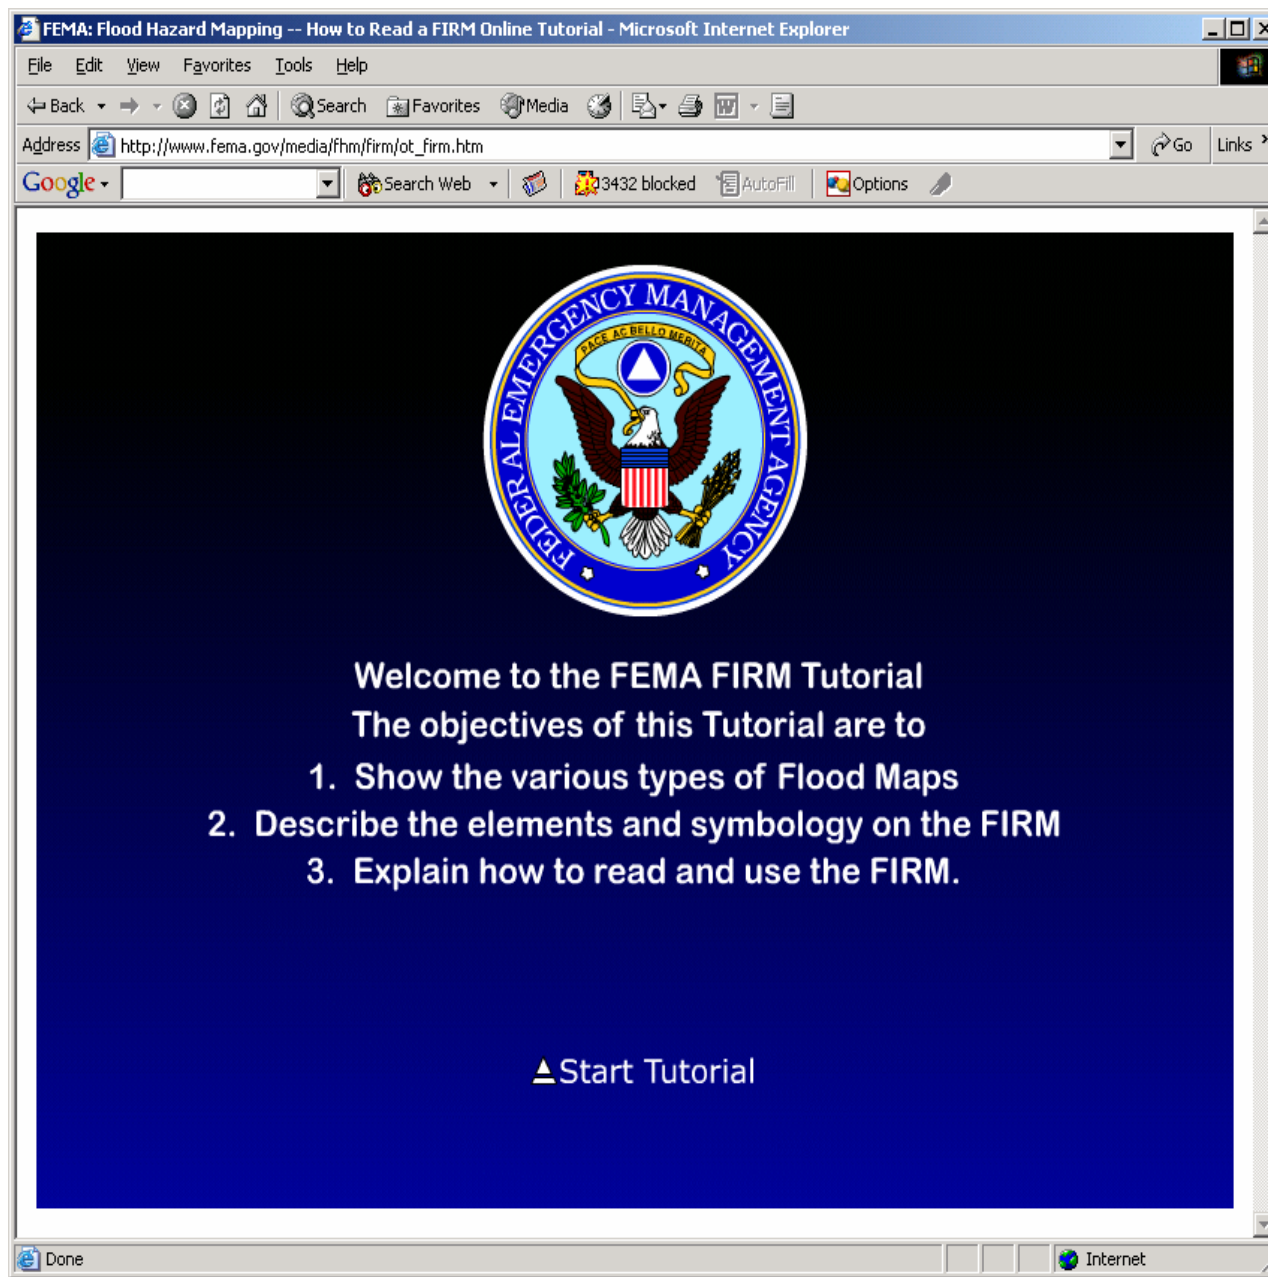 FEMA: Flood Hazard Mapping -- How to Read a FIRM Online Tutorial - Microsoft Internet Explorer
File Edit View Favorites Tools Help
Back Search Favorites Media
Address http://www.fema.gov/media/fhm/firm/ot_firm.htm Go Links »
Google Search Web 3432 blocked AutoFill Options
FEDERAL EMERGENCY MANAGEMENT AGENCY
PACE AC BELLO MERITA
Welcome to the FEMA FIRM Tutorial
The objectives of this Tutorial are to
1. Show the various types of Flood Maps
2. Describe the elements and symbology on the FIRM
3. Explain how to read and use the FIRM.
Start Tutorial
Done Internet